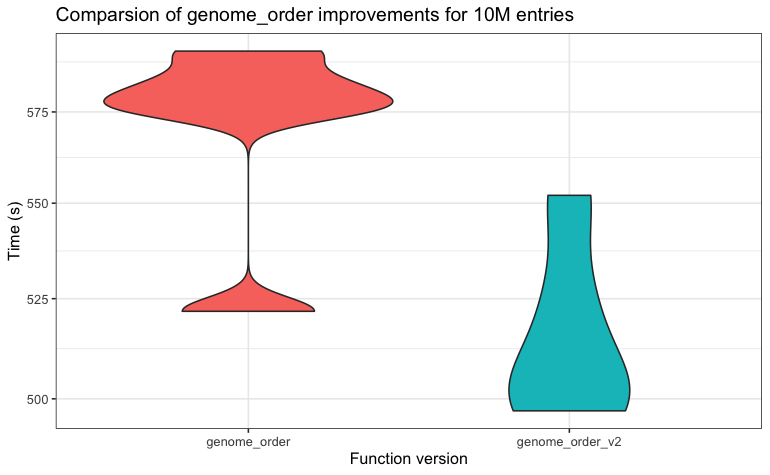 Comparsion of genome_order improvements for 10M entries
Time (s)
575
550
525
500
genome_order
genome_order_v2
Function version